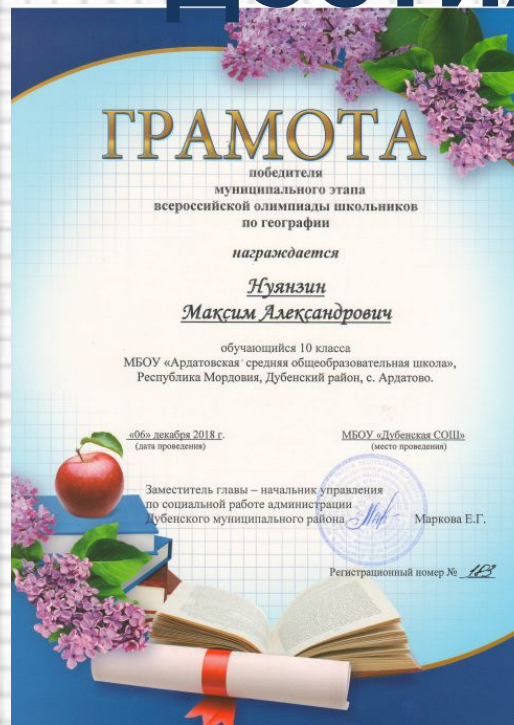 ГРАМОТА
победителя
муниципального этапа
всероссийской олимпиады школьников
по географии
награждается
Нуянзин
Максим Александрович
обучающийся 10 класса
МБОУ «Ардатовская средняя общеобразовательная школа»,
Республика Мордовия, Дубенский район, с. Ардатово.
«06» декабря 2018 г. МБОУ «Дубенская СОШ»
(дата проведения) (место проведения)
Заместитель главы – начальник управления
по социальной работе администрации
Дубенского муниципального района Маркова Е.Г.
Регистрационный номер № 183